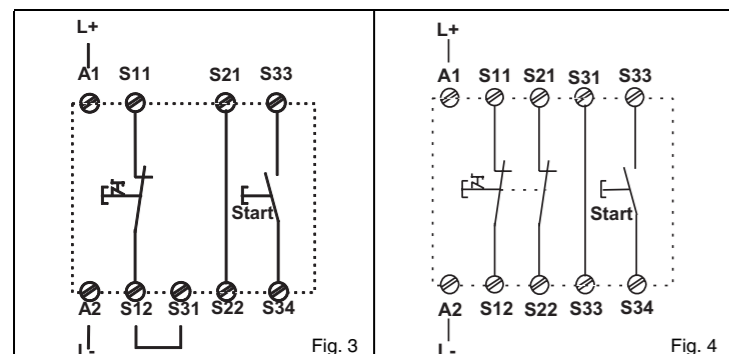 L+
A1 S11 S21 S33
Start
A2 S12 S31 S22 S34
L-
Fig. 3
L+
A1 S11 S21 S31 S33
Start
A2 S12 S22 S33 S34
L-
Fig. 4